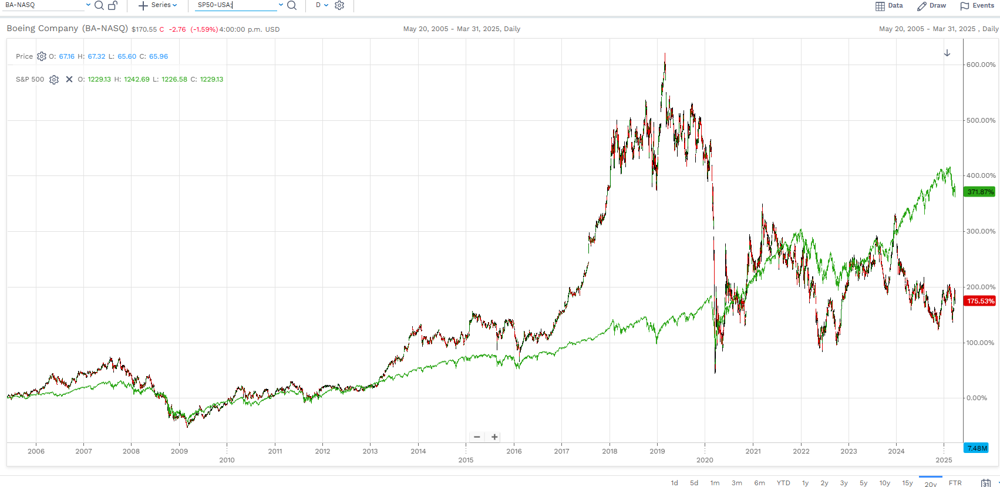 BA-NASQ Series SP50-USA; D Data Draw Events
Boeing Company (BA-NASQ) $170.55 C -2.76 (-1.59%) 4:00:00 p.m. USD May 20, 2005 - Mar 31, 2025, Daily May 20, 2005 - Mar 31, 2025 , Daily
Price O: 67.16 H: 67.32 L: 65.60 C: 65.96
S&P 500 O: 1229.13 H: 1242.69 L: 1226.58 C: 1229.13
600.00%
500.00%
400.00%
371.87%
300.00%
200.00%
175.53%
100.00%
0.00%
7.48M
2006 2007 2008 2009 2011 2012 2013 2014 2016 2017 2018 2019 2021 2022 2023 2024
2010 2015 2020 2025
1d 5d 1m 3m 6m YTD 1y 2y 3y 5y 10y 15y 20y FTR 31